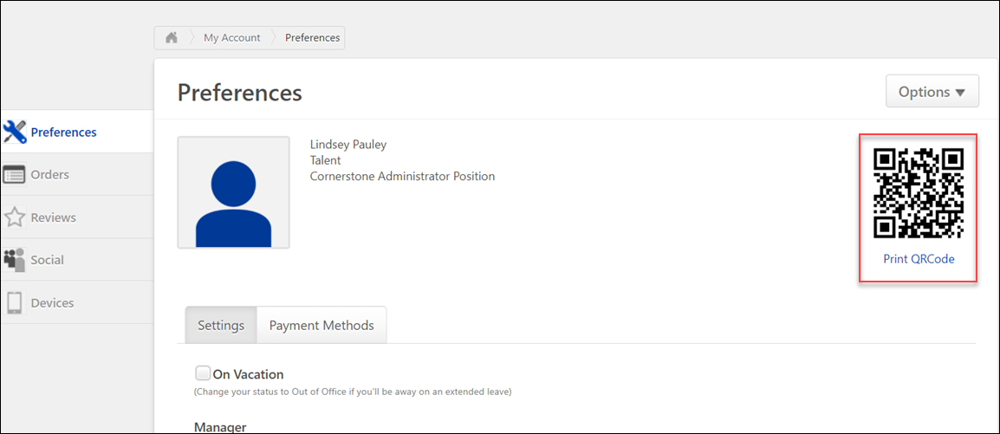 My Account
Preferences
Preferences
Options ▼
Preferences
Orders
Reviews
Social
Devices
Lindsey Pauley
Talent
Cornerstone Administrator Position
Print QRCode
Settings
Payment Methods
On Vacation
(Change your status to Out of Office if you'll be away on an extended leave)
Manager